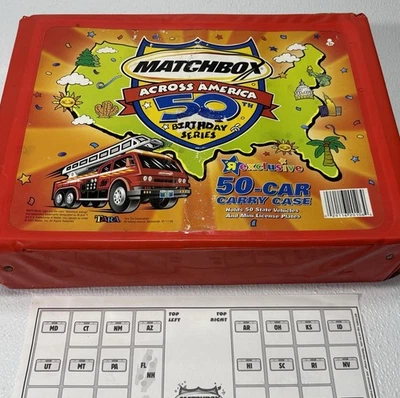 MATCHBOX
ACROSS AMERICA
50TH
BIRTHDAY
SERIES
R exclusive
50-CAR
CARRY CASE
Holds 50 State Vehicles
And Mini License Plates
TARA
TOP
LEFT
TOP
RIGHT
MD CT NM AZ
AR OH KS ID
UT MT PA FL
NH
HI SC RI NV
MATCHBOX